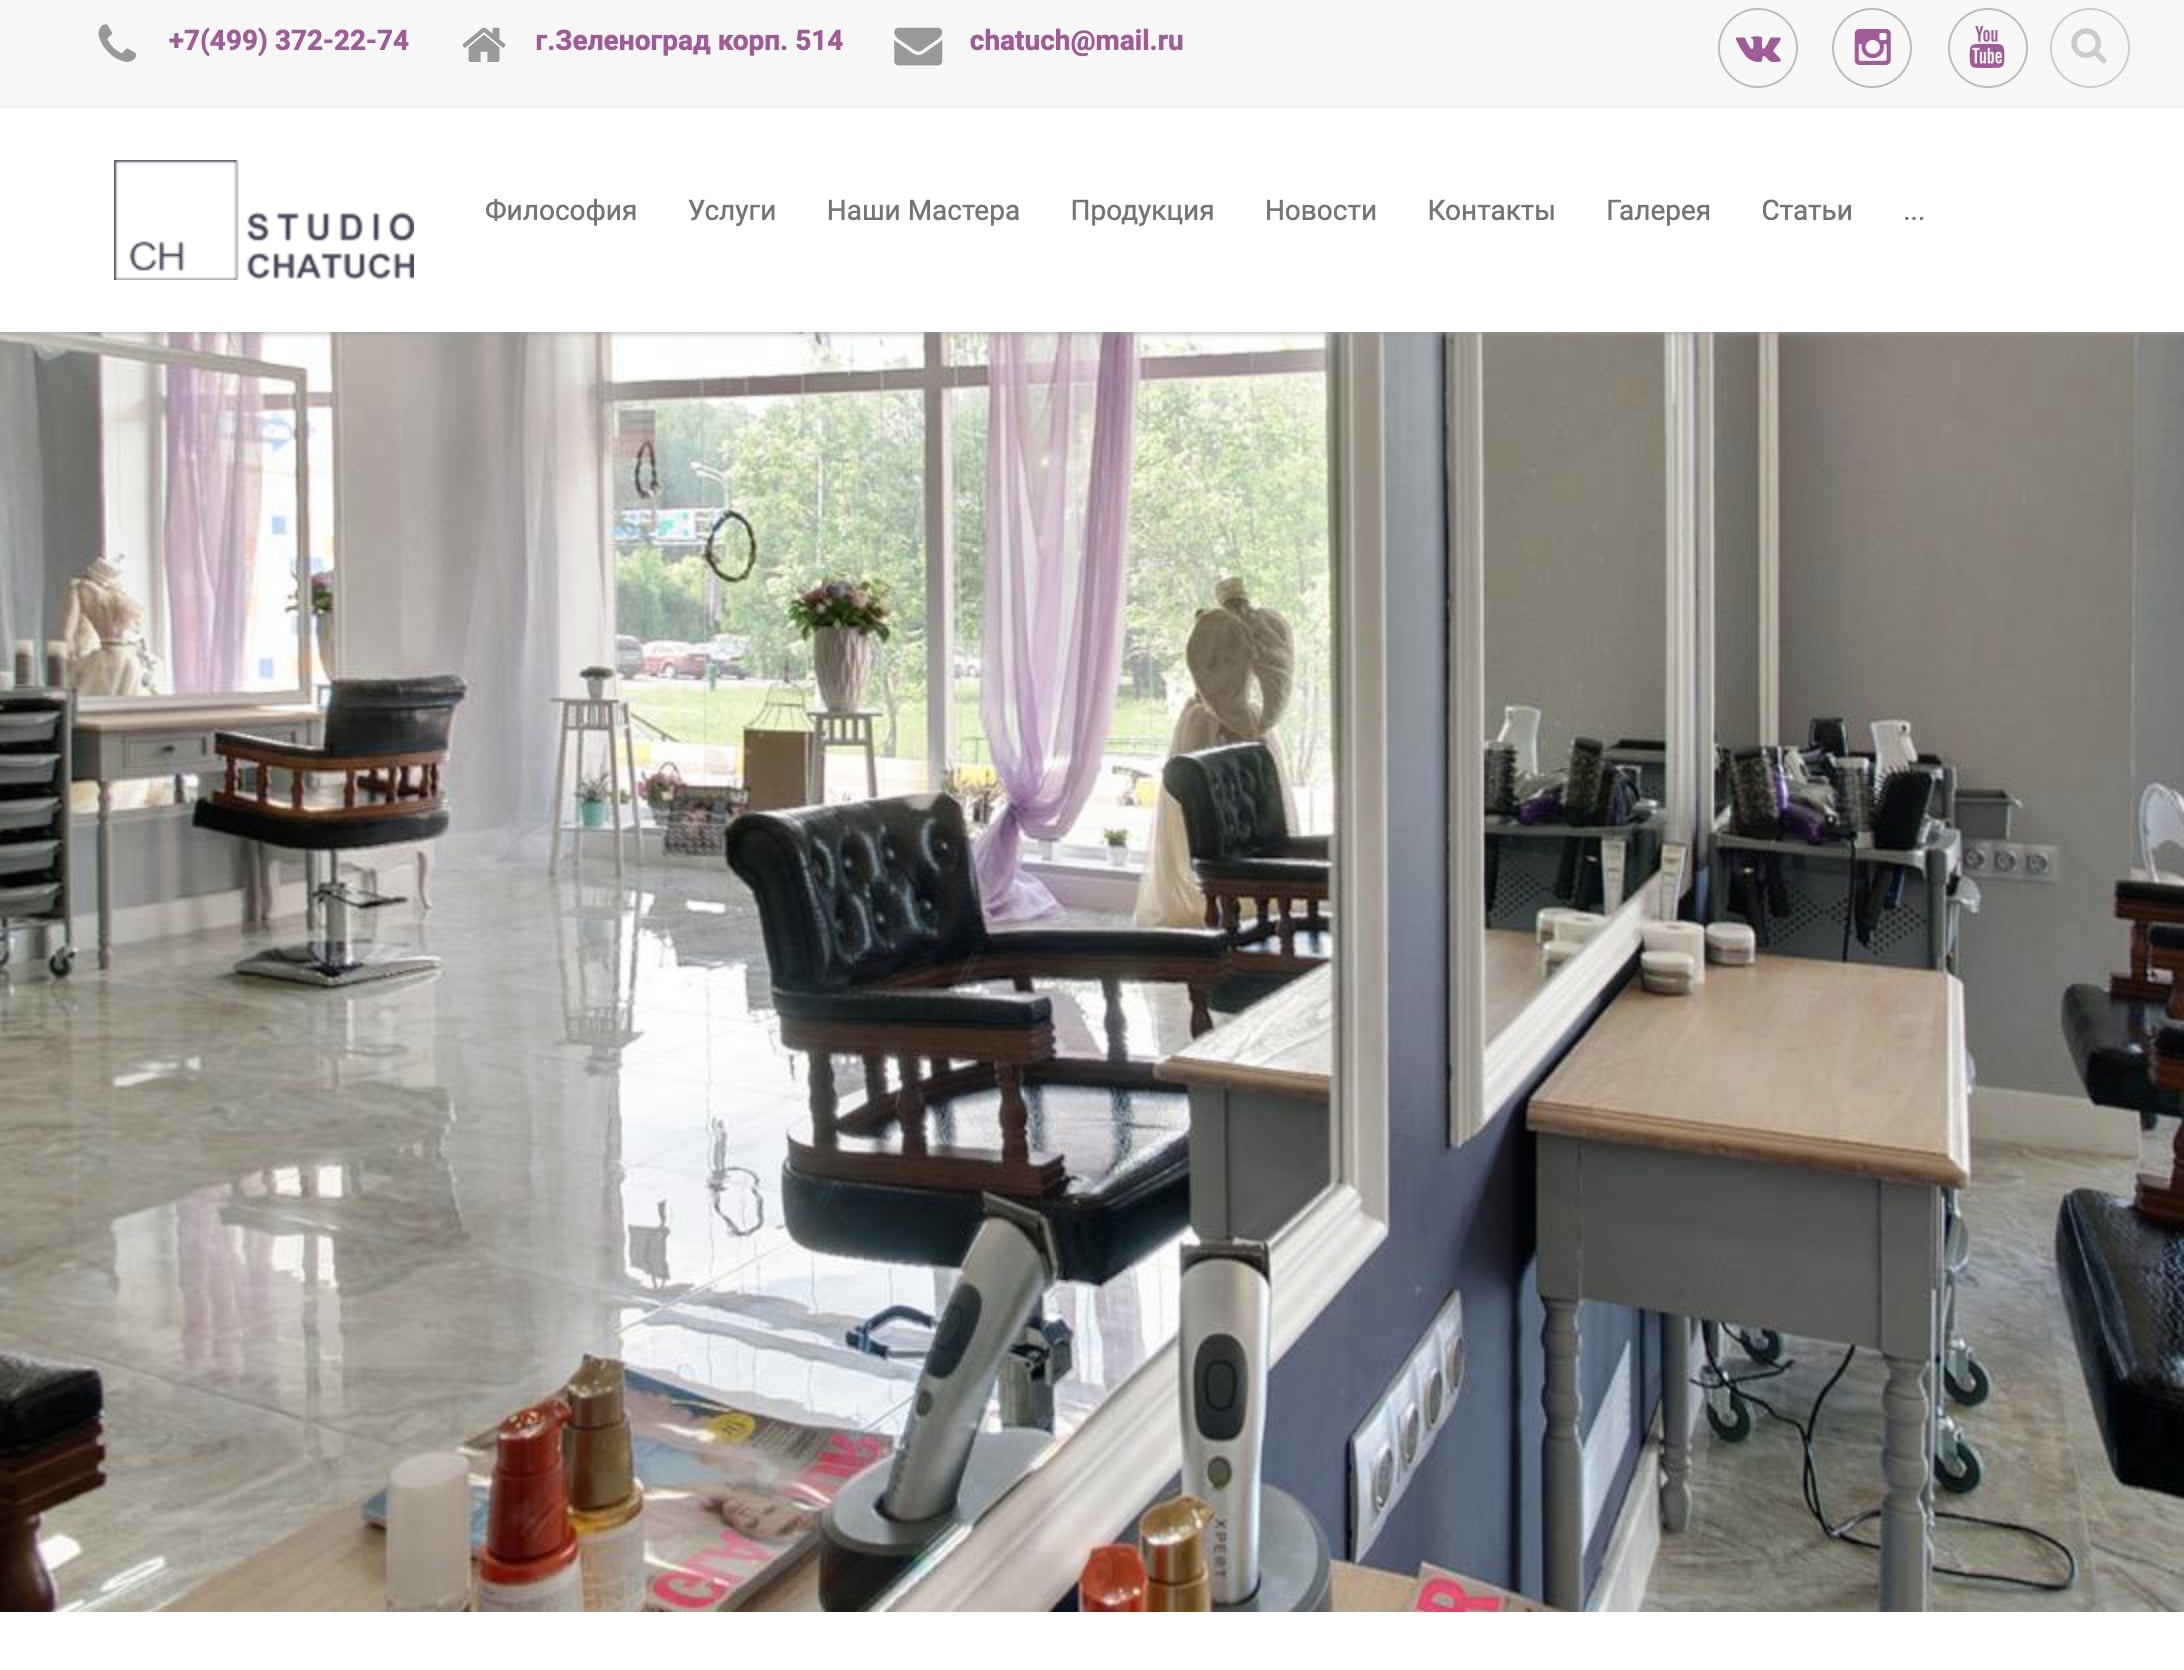 +7(499) 372-22-74
г.Зеленоград корп. 514
chatuch@mail.ru
You
Tube
CH
STUDIO
CHATUCH
Философия
Услуги
Наши Мастера
Продукция
Новости
Контакты
Галерея
Статьи
...
XPERT